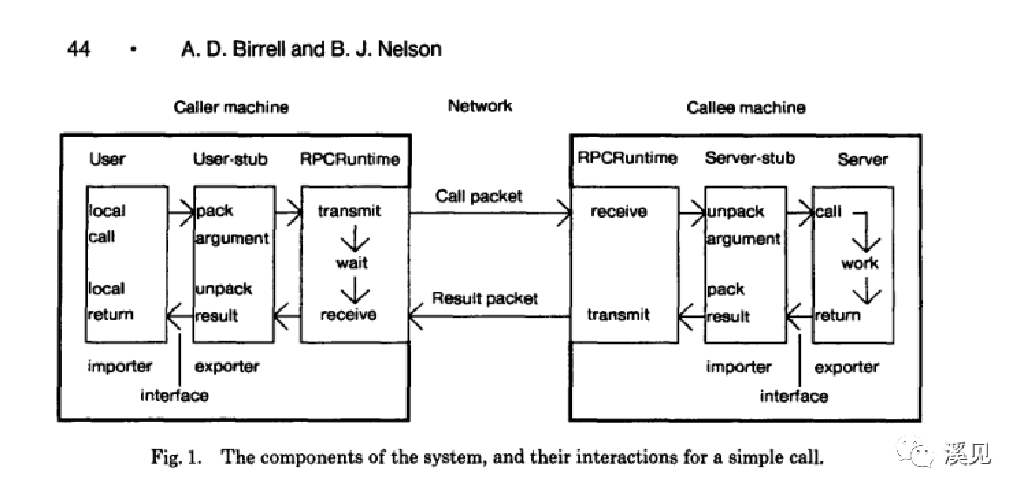 44 • A. D. Birrell and B. J. Nelson
Caller machine Network Callee machine
User User-stub RPCRuntime RPCRuntime Server-stub Server
local pack transmit Call packet receive unpack call
call argument argument
wait work
local unpack Result packet pack
return result receive transmit result return
importer exporter importer exporter
interface interface
Fig. 1. The components of the system, and their interactions for a simple call.
溪见